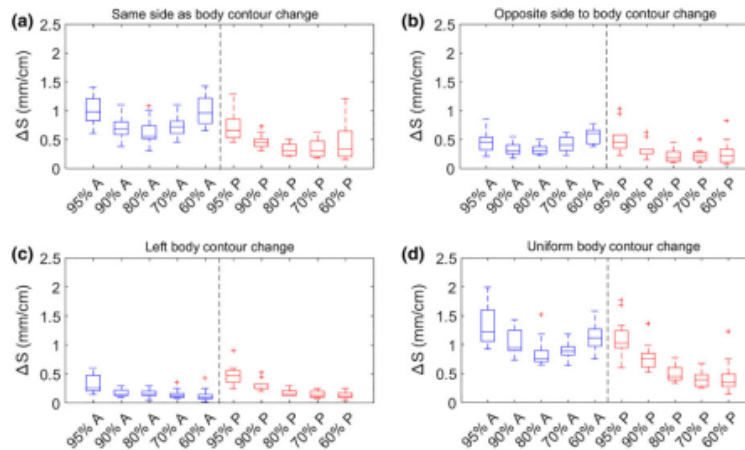 (a) Same side as body contour change
ΔS (mm/cm)
2.5
2
1.5
1
0.5
0
95% A 90% A 80% A 70% A 60% A 95% P 90% P 80% P 70% P 60% P
(b) Opposite side to body contour change
ΔS (mm/cm)
2.5
2
1.5
1
0.5
0
95% A 90% A 80% A 70% A 60% A 95% P 90% P 80% P 70% P 60% P
(c) Left body contour change
ΔS (mm/cm)
2.5
2
1.5
1
0.5
0
95% A 90% A 80% A 70% A 60% A 95% P 90% P 80% P 70% P 60% P
(d) Uniform body contour change
ΔS (mm/cm)
2.5
2
1.5
1
0.5
0
95% A 90% A 80% A 70% A 60% A 95% P 90% P 80% P 70% P 60% P